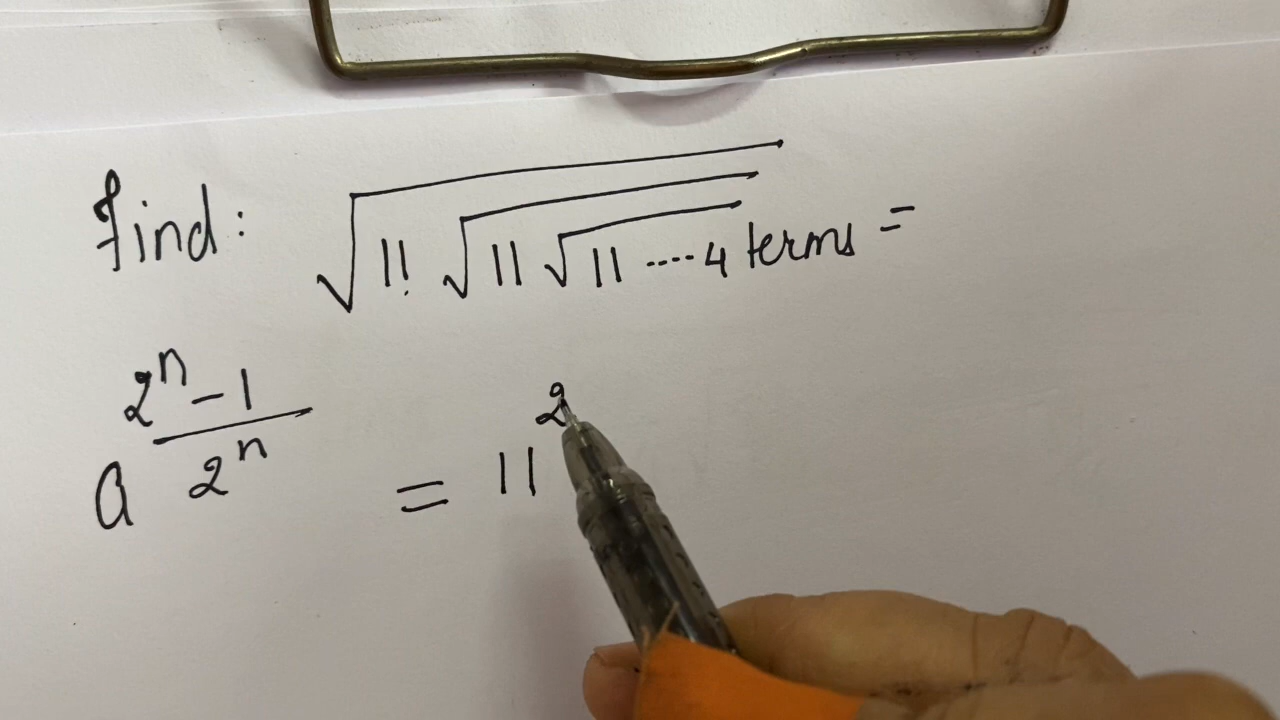 Find: √11! √11 √11 ---- 4 terms =
a^(2^n - 1 / 2^n) = 11^2